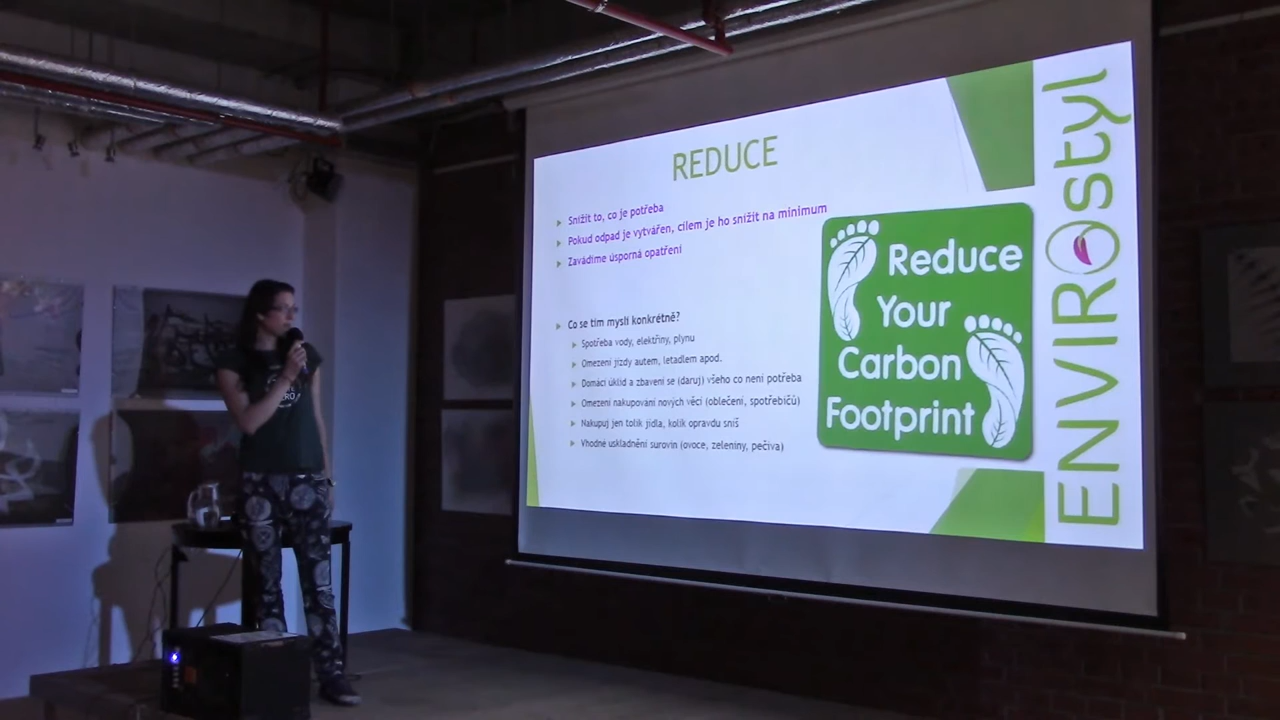 REDUCE
Snížit to, co je potřeba
Pokud odpad je vytvářen, cílem je ho snížit na minimum
Zavádíme úsporná opatření
Co se tím myslí konkrétně?
Spotřeba vody, elektřiny, plynu
Omezení jízdy autem, letadlem apod.
Domácí úklid a zbavení se (daruj) všeho co není potřeba
Omezení nakupování nových věcí (oblečení, spotřebičů)
Nakupuj jen tolik jídla, kolik opravdu sníš
Vhodné uskladnění surovin (ovoce, zeleniny, pečiva)
Reduce
Your
Carbon
Footprint
ENVIROstyl